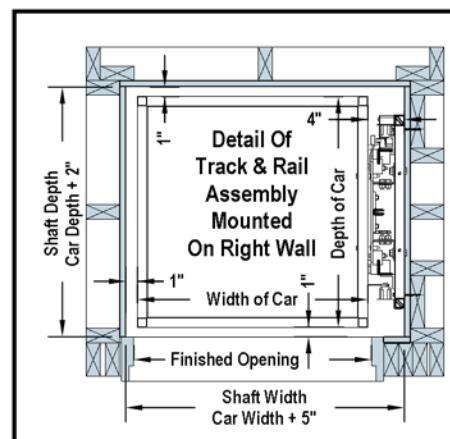 1"
4"
Detail Of
Track & Rail
Assembly
Mounted
On Right Wall
Shaft Depth
Car Depth + 2"
Depth of Car
1"
Width of Car
1"
Finished Opening
Shaft Width
Car Width + 5"